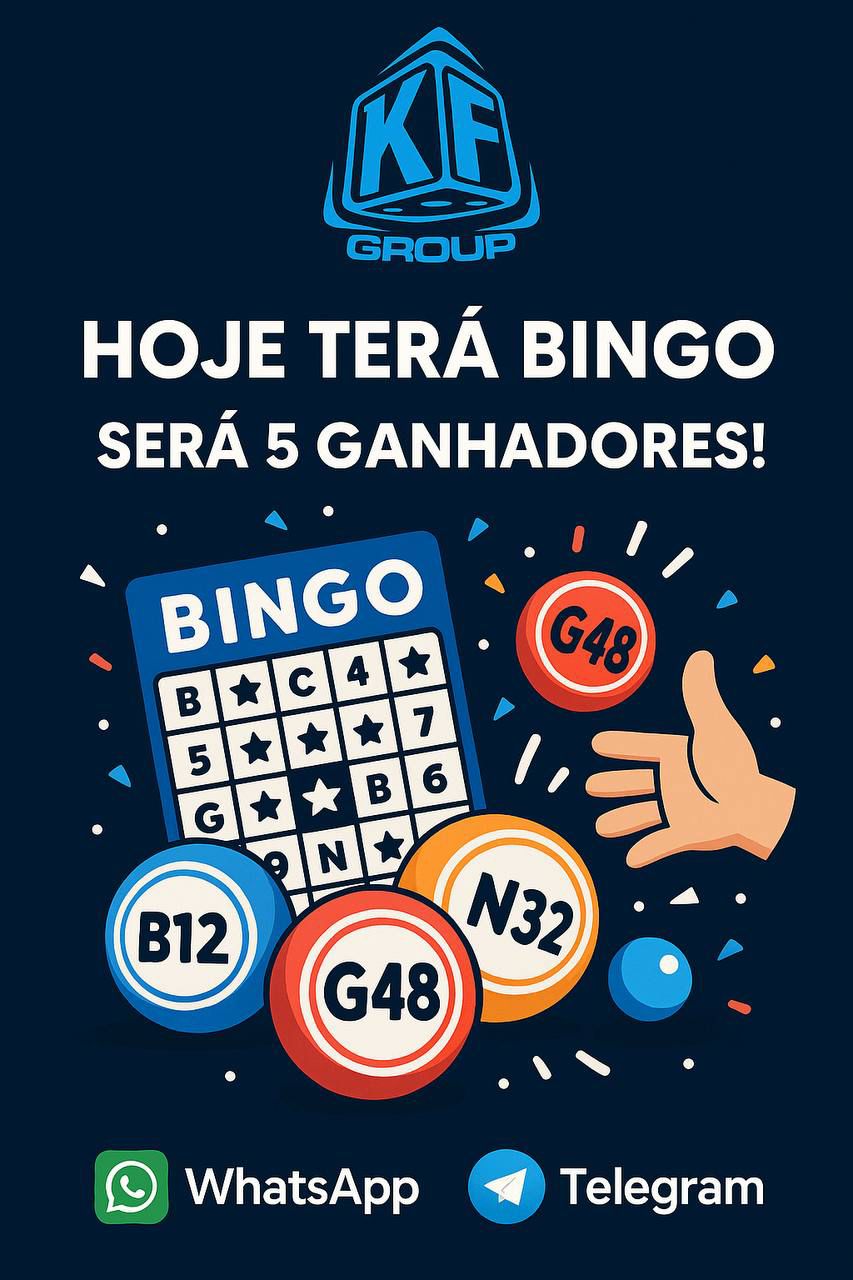 KF
GROUP
HOJE TERÁ BINGO
SERÁ 5 GANHADORES!
BINGO
B ★ C 4 ★
5 ★ ★ ★ 7
G ★ ★ B 6
9 N ★
G48
B12
G48
N32
WhatsApp
Telegram